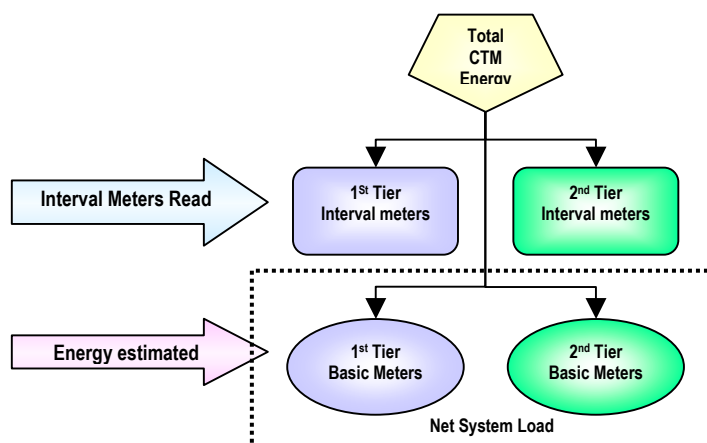 Total
CTM
Energy
Interval Meters Read
1St Tier
Interval meters
2nd Tier
Interval meters
Energy estimated
1st Tier
Basic Meters
2nd Tier
Basic Meters
Net System Load